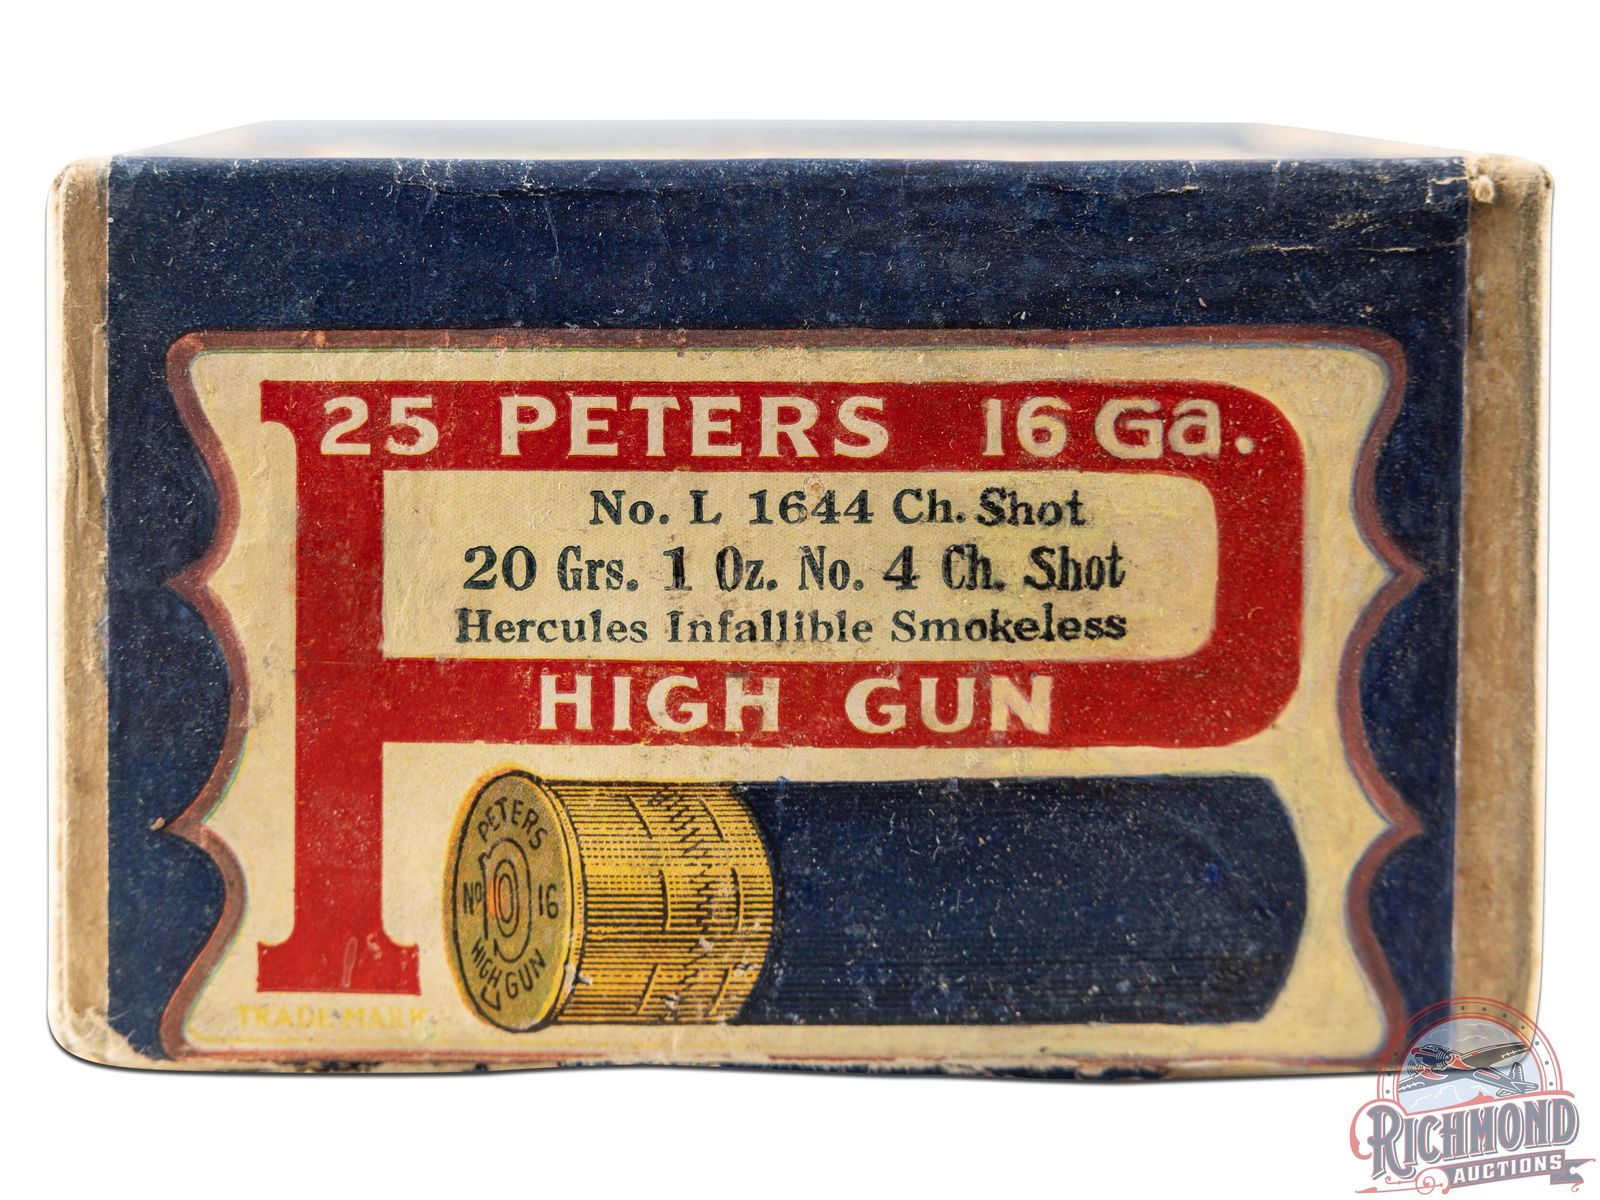 25 PETERS 16 Ga.
No. L 1644 Ch. Shot
20 Grs. 1 Oz. No. 4 Ch. Shot
Hercules Infallible Smokeless
HIGH GUN
PETERS
No 16
HIGH GUN
TRADE MARK
RICHMOND
AUCTIONS